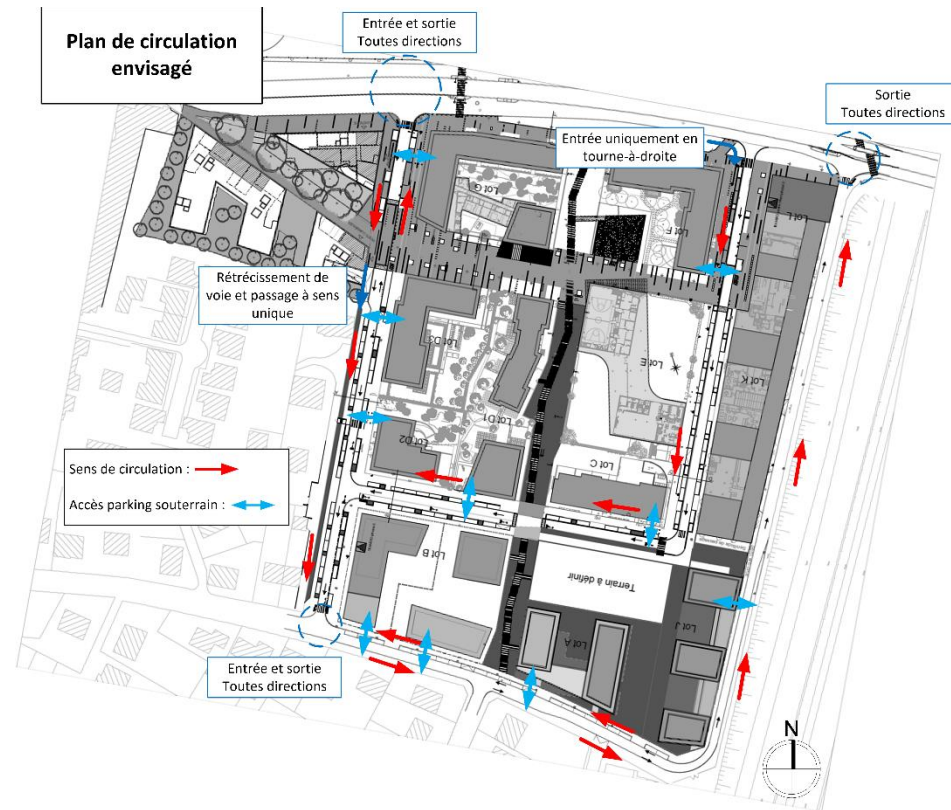 Plan de circulation
envisagé
Entrée et sortie
Toutes directions
Sortie
Toutes directions
Entrée uniquement en
tourne-à-droite
Lot G
Lot F
Lot L
Rétrécissement de
voie et passage à sens
unique
Lot D3
Lot E
Lot K
Lot D1
Lot D2
Lot C
Sens de circulation :
Accès parking souterrain :
Lot B
Terrain à définir
Lot A
Lot J
Entrée et sortie
Toutes directions
N